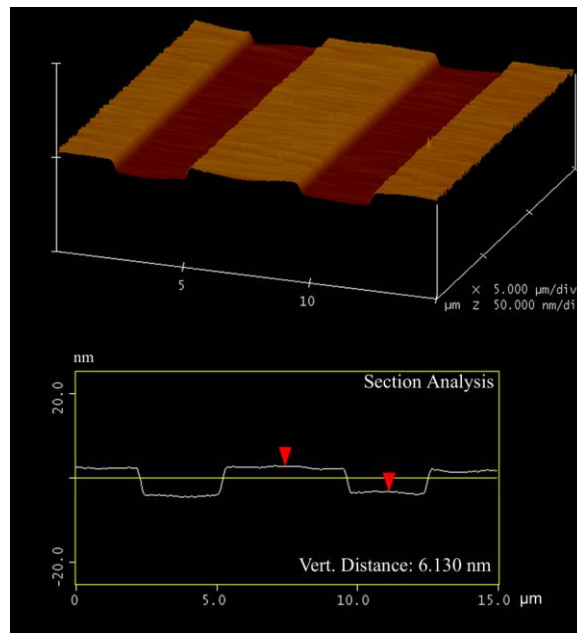 5
10
μm
X 5.000 μm/div
Z 50.000 nm/di
nm
Section Analysis
20.0
-20.0
Vert. Distance: 6.130 nm
0
5.0
10.0
15.0
μm